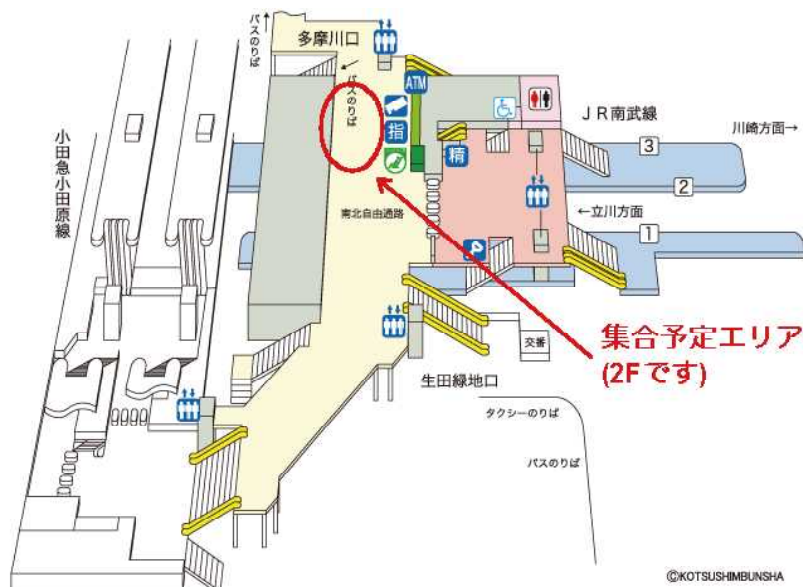 バスのりば
多摩川口
バスのりば
ATM
指
精
JR南武線
川崎方面→
3
2
←立川方面
1
小田急小田原線
南北自由通路
集合予定エリア
(2Fです)
交番
生田緑地口
タクシーのりば
バスのりば
©KOTSUSHIMBUNSHA